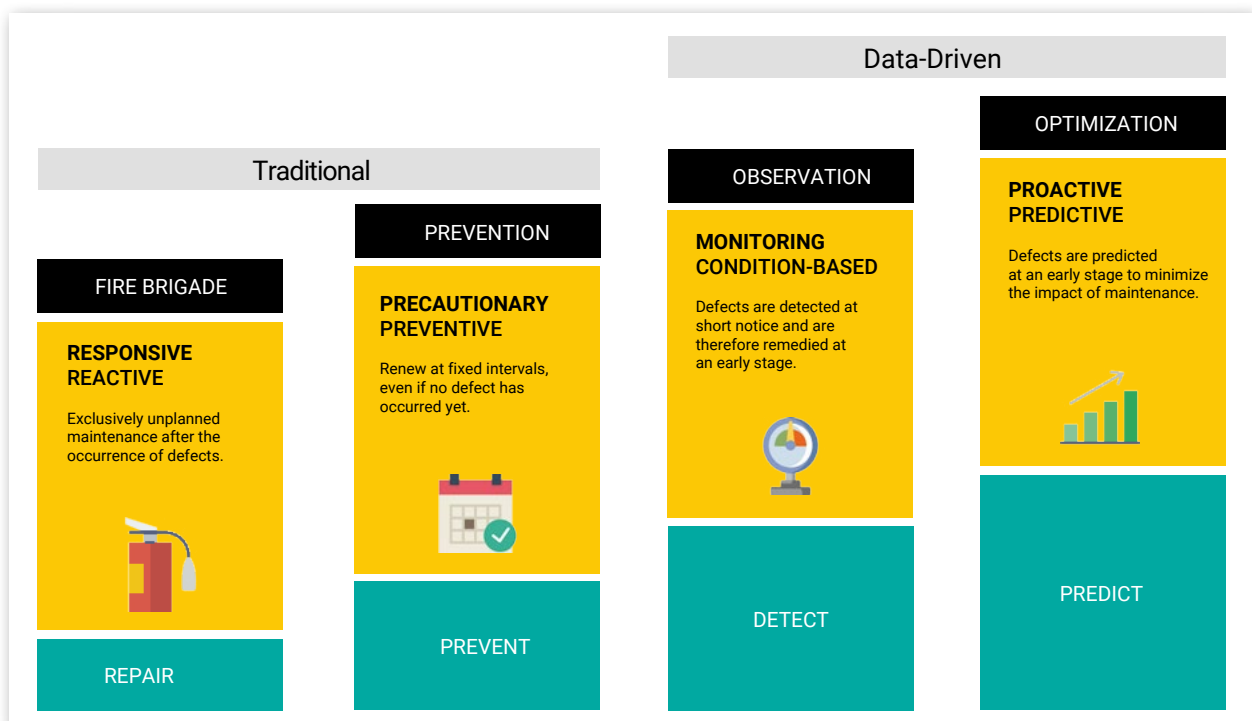 Traditional
FIRE BRIGADE
RESPONSIVE
REACTIVE
Exclusively unplanned
maintenance after the
occurrence of defects.
REPAIR
PREVENTION
PRECAUTIONARY
PREVENTIVE
Renew at fixed intervals,
even if no defect has
occurred yet.
PREVENT
Data-Driven
OBSERVATION
MONITORING
CONDITION-BASED
Defects are detected at
short notice and are
therefore remedied at
an early stage.
DETECT
OPTIMIZATION
PROACTIVE
PREDICTIVE
Defects are predicted
at an early stage to minimize
the impact of maintenance.
PREDICT